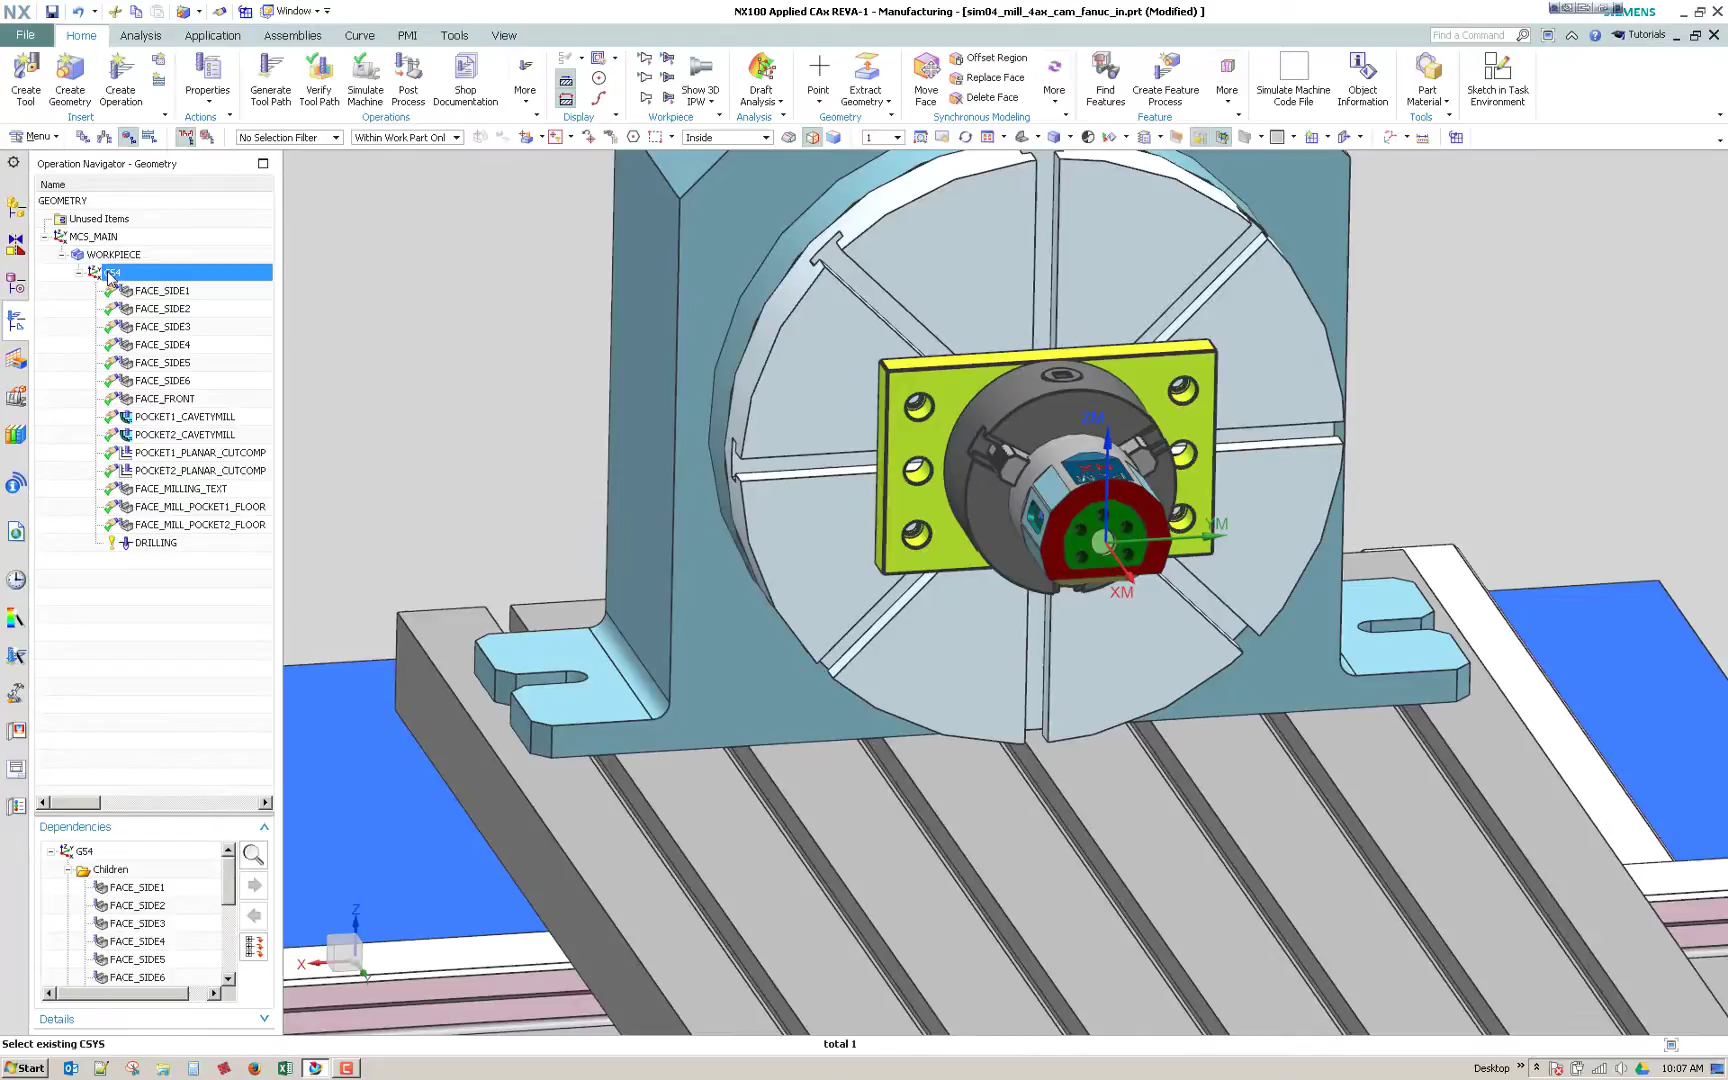 NX
Window
NX100 Applied CAx REVA-1 - Manufacturing - [sim04_mill_4ax_cam_fanuc_in.prt (Modified) ]
SIEMENS
File
Home
Analysis
Application
Assemblies
Curve
PMI
Tools
View
Find a Command
Tutorials
Create Tool
Create Geometry
Create Operation
Properties
Generate Tool Path
Verify Tool Path
Simulate Machine
Post Process
Shop Documentation
More
Show 3D IPW
Draft Analysis
Point
Extract Geometry
Move Face
Offset Region
Replace Face
Delete Face
More
Find Features
Create Feature Process
More
Simulate Machine Code File
Object Information
Part Material
Sketch in Task Environment
Insert
Actions
Operations
Display
Workpiece
Analysis
Geometry
Synchronous Modeling
Feature
Tools
Menu
No Selection Filter
Within Work Part Onl
Inside
1
Operation Navigator - Geometry
Name
GEOMETRY
Unused Items
MCS_MAIN
WORKPIECE
G54
FACE_SIDE1
FACE_SIDE2
FACE_SIDE3
FACE_SIDE4
FACE_SIDE5
FACE_SIDE6
FACE_FRONT
POCKET1_CAVETYMILL
POCKET2_CAVETYMILL
POCKET1_PLANAR_CUTCOMP
POCKET2_PLANAR_CUTCOMP
FACE_MILLING_TEXT
FACE_MILL_POCKET1_FLOOR
FACE_MILL_POCKET2_FLOOR
DRILLING
ZM
YM
XM
Dependencies
G54
Children
FACE_SIDE1
FACE_SIDE2
FACE_SIDE3
FACE_SIDE4
FACE_SIDE5
FACE_SIDE6
Details
Z
X
Select existing CSYS
total 1
Start
Desktop
10:07 AM